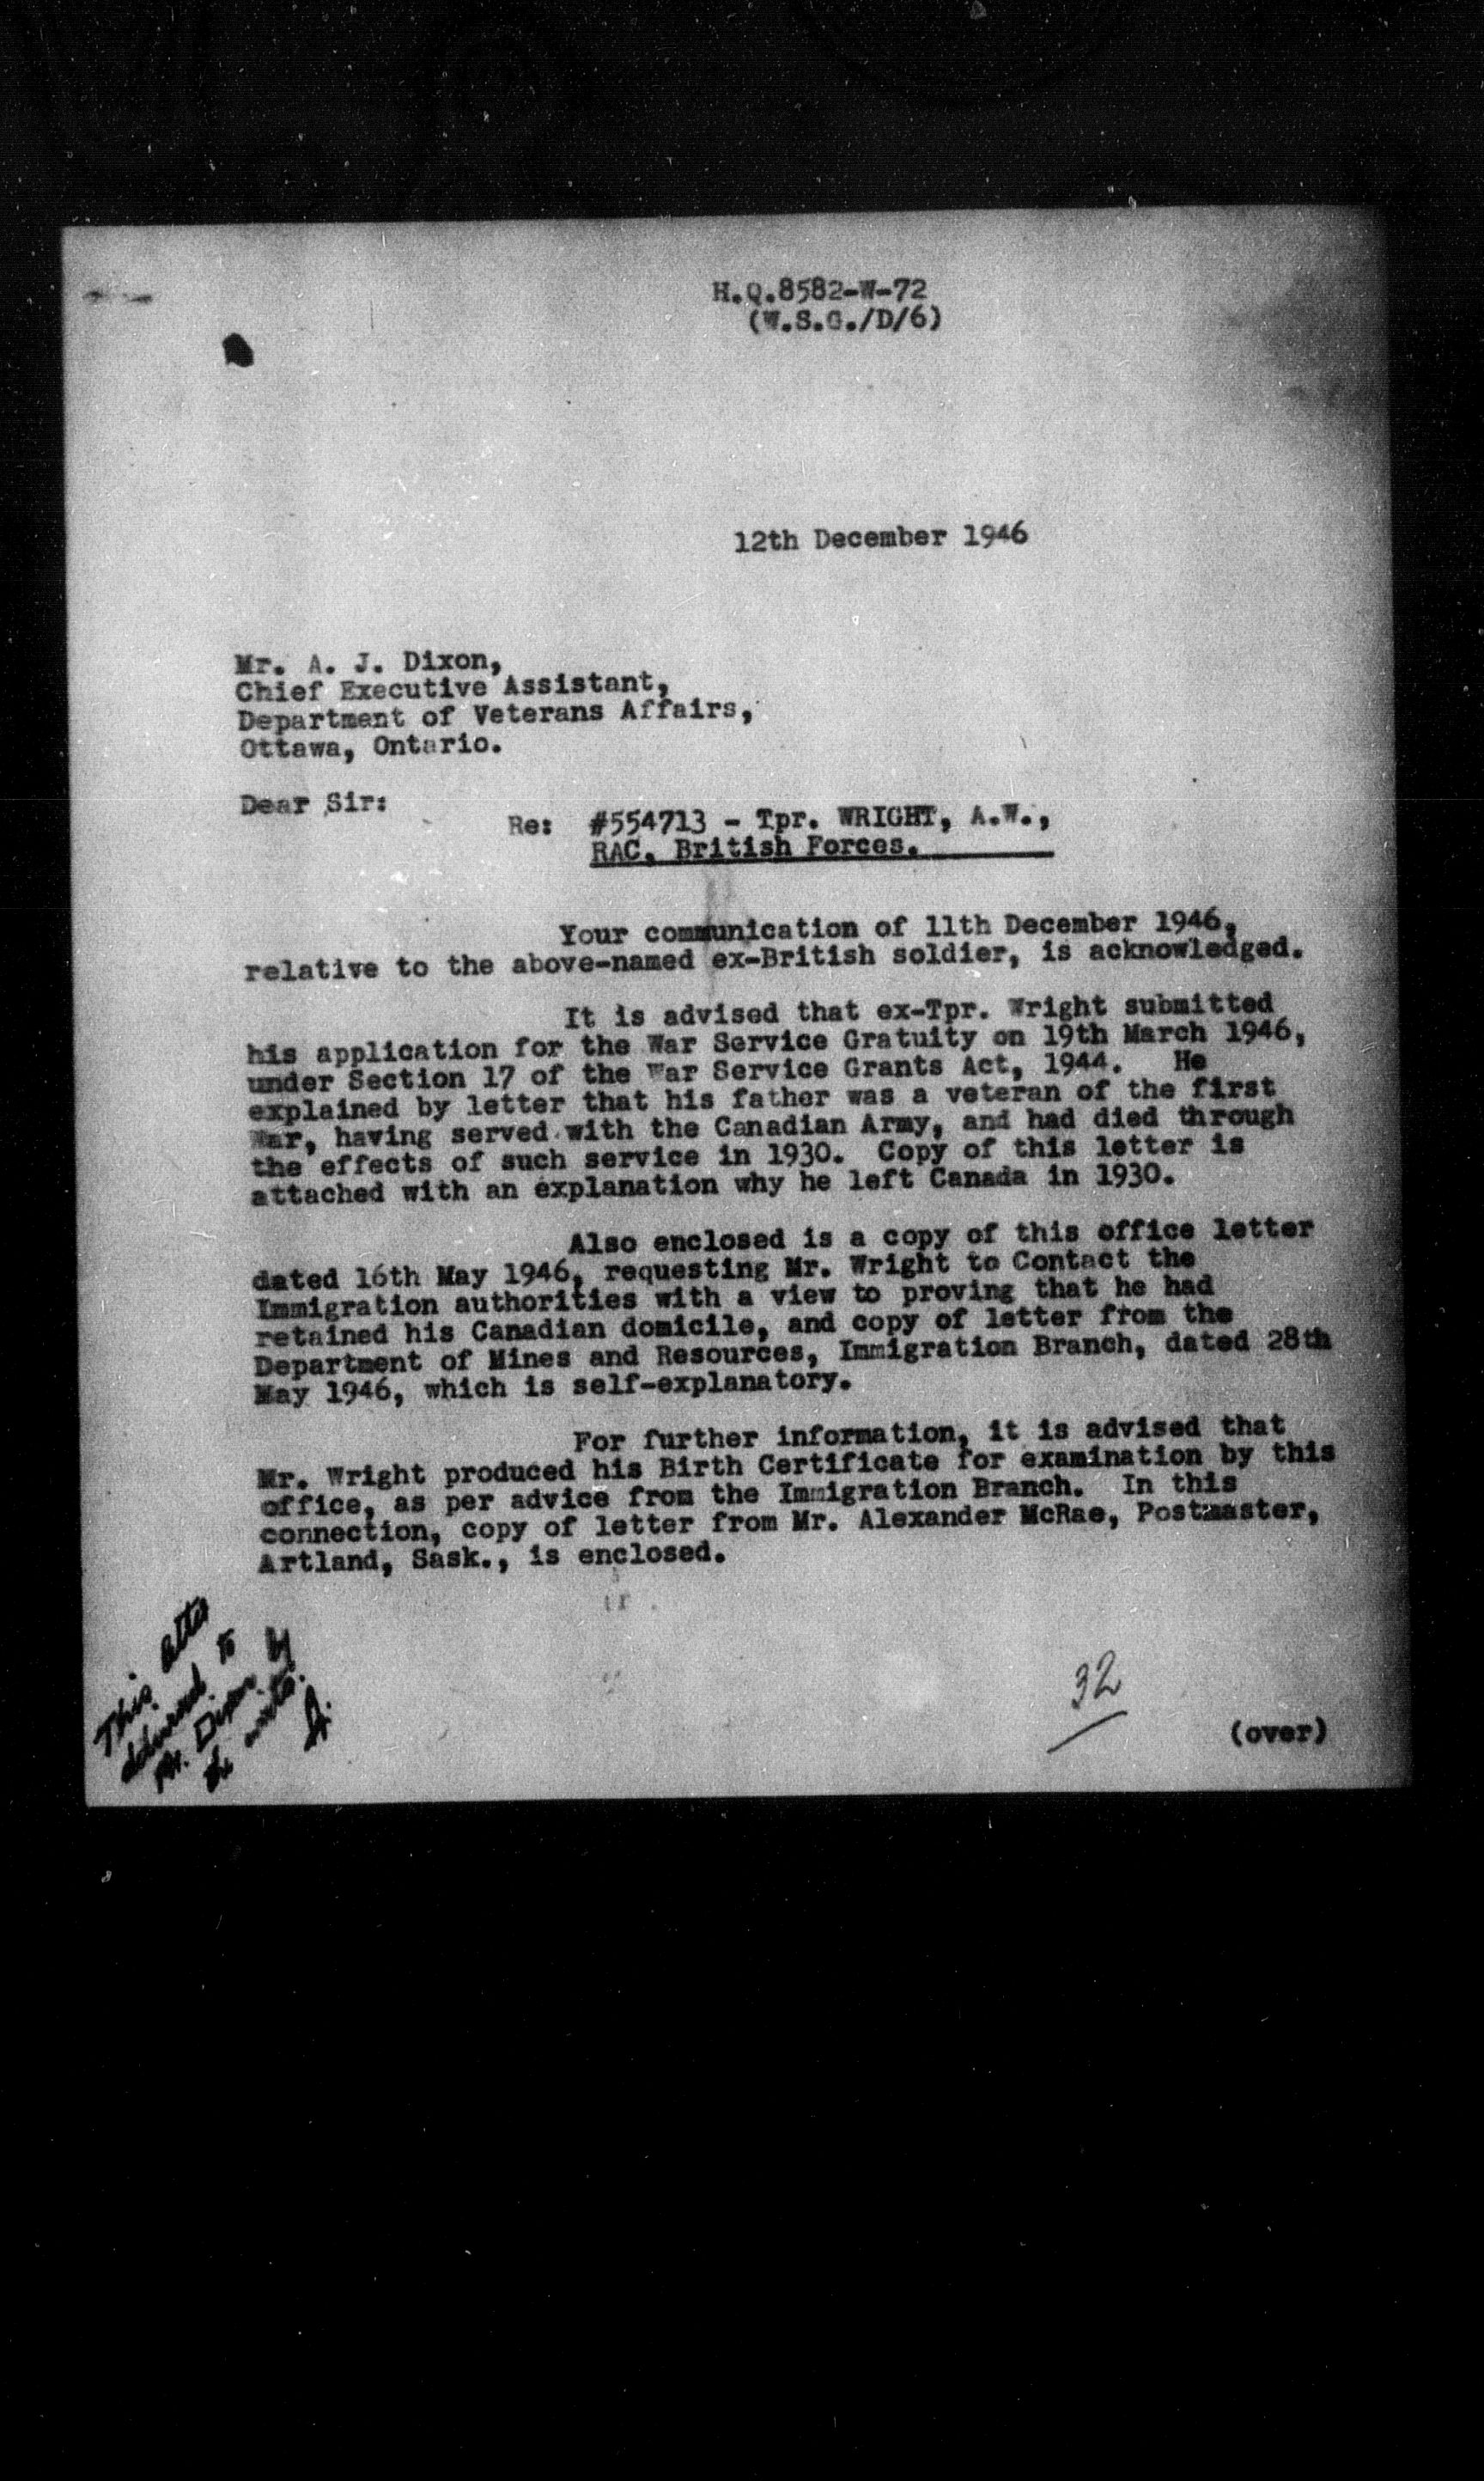 H.Q.8582-W-72
(W.S.G./D/6)
12th December 1946
Mr. A. J. Dixon,
Chief Executive Assistant,
Department of Veterans Affairs,
Ottawa, Ontario.
Dear Sir:
Re: #554713 - Tpr. WRIGHT, A.W.,
RAC, British Forces.
Your communication of 11th December 1946,
relative to the above-named ex-British soldier, is acknowledged.
It is advised that ex-Tpr. Wright submitted
his application for the War Service Gratuity on 19th March 1946,
under Section 17 of the War Service Grants Act, 1944. He
explained by letter that his father was a veteran of the first
War, having served with the Canadian Army, and had died through
the effects of such service in 1930. Copy of this letter is
attached with an explanation why he left Canada in 1930.
Also enclosed is a copy of this office letter
dated 16th May 1946, requesting Mr. Wright to Contact the
Immigration authorities with a view to proving that he had
retained his Canadian domicile, and copy of letter from the
Department of Mines and Resources, Immigration Branch, dated 28th
May 1946, which is self-explanatory.
For further information, it is advised that
Mr. Wright produced his Birth Certificate for examination by this
office, as per advice from the Immigration Branch. In this
connection, copy of letter from Mr. Alexander McRae, Postmaster,
Artland, Sask., is enclosed.
This
to
Mr. Dixon by
32
(over)